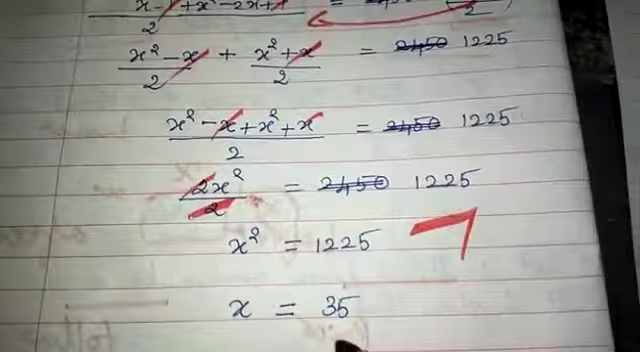 x² - x / 2 + x² + x / 2 = 2450 1225
x² - x + x² + x / 2 = 2450 1225
2x² / 2 = 2450 1225
x² = 1225
x = 35